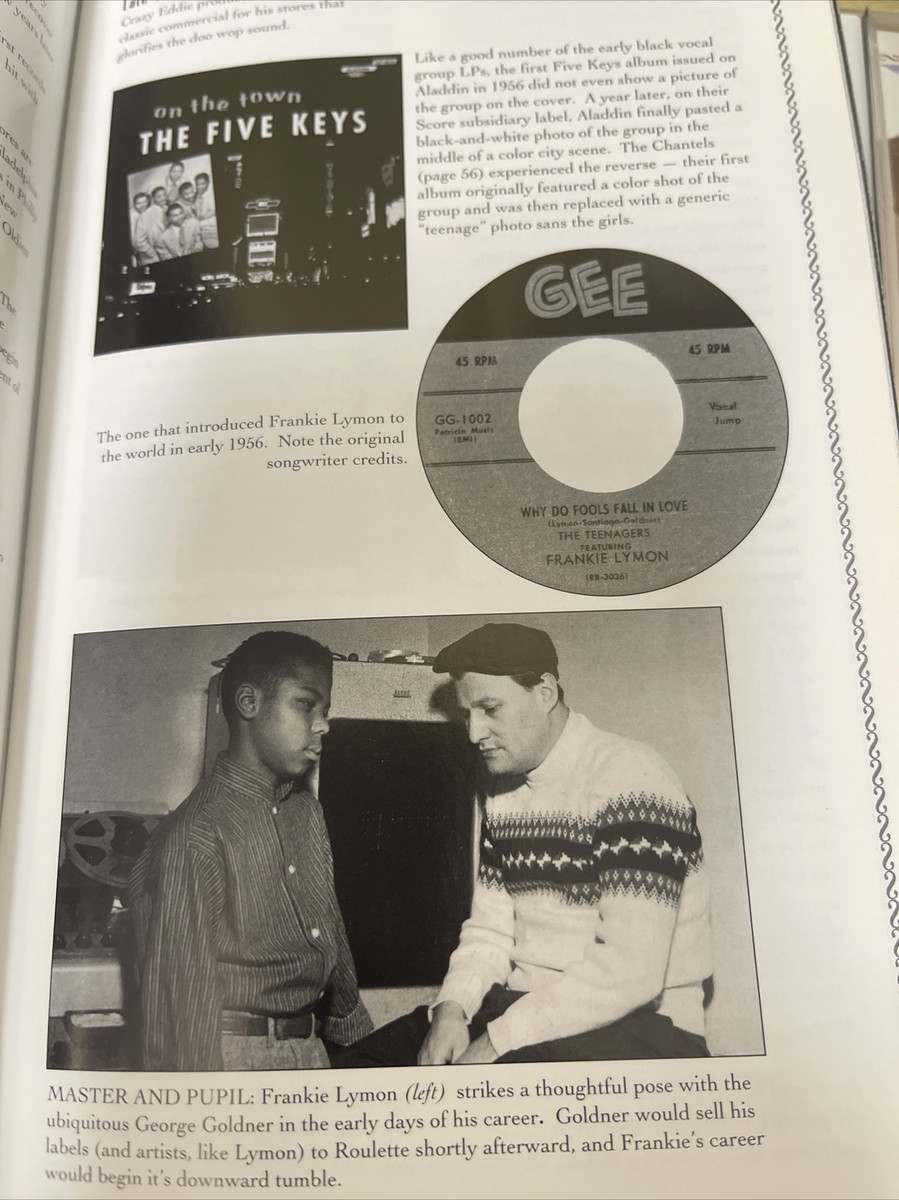 Crazy Eddie
classic commercial for his stores that
glorifies the doo wop sound.
on the town
THE FIVE KEYS
Like a good number of the early black vocal
group LPs, the first Five Keys album issued on
Aladdin in 1956 did not even show a picture of
the group on the cover. A year later, on their
Score subsidiary label, Aladdin finally pasted a
black-and-white photo of the group in the
middle of a color city scene. The Chantels
(page 56) experienced the reverse — their first
album originally featured a color shot of the
group and was then replaced with a generic
"teenage" photo sans the girls.
GEE
45 RPM
45 RPM
GG-1002
Patricia Music
(BMI)
Vocal
Jump
WHY DO FOOLS FALL IN LOVE
(Lymon-Santiago-Goldner)
THE TEENAGERS
FEATURING
FRANKIE LYMON
The one that introduced Frankie Lymon to
the world in early 1956. Note the original
songwriter credits.
MASTER AND PUPIL: Frankie Lymon (left) strikes a thoughtful pose with the
ubiquitous George Goldner in the early days of his career. Goldner would sell his
labels (and artists, like Lymon) to Roulette shortly afterward, and Frankie's career
would begin it's downward tumble.